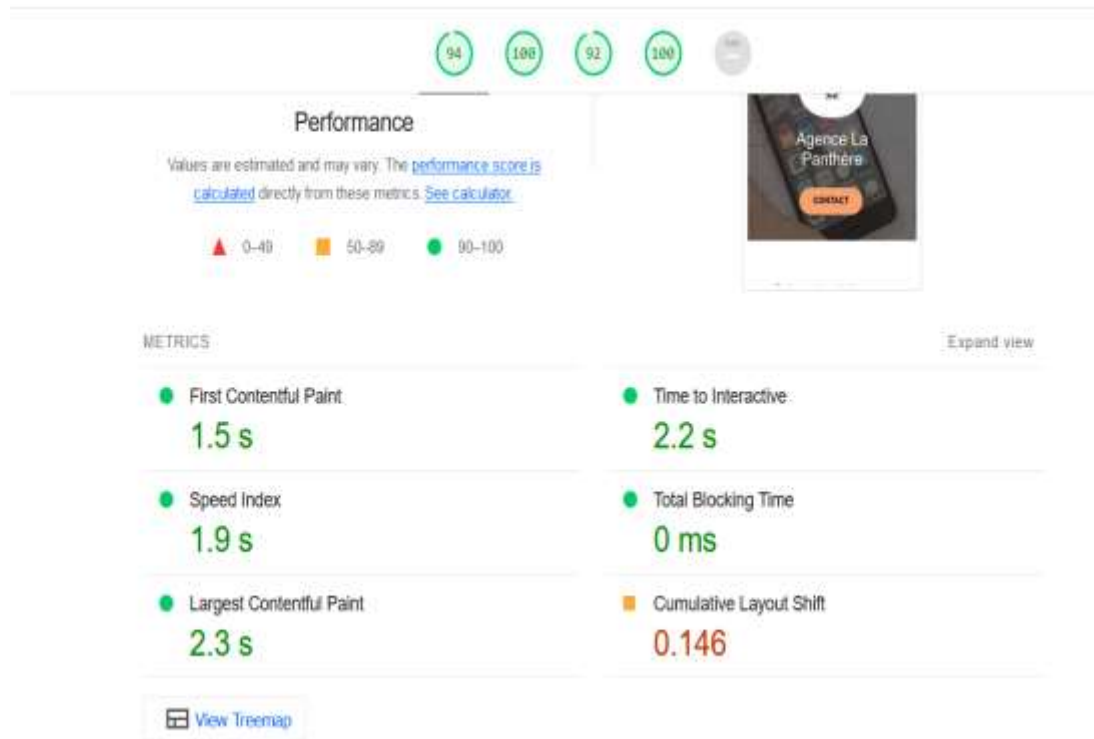 94 100 92 100
Performance
Values are estimated and may vary. The performance score is
calculated directly from these metrics. See calculator.
0–49 50–89 90–100
Agence La
Panthère
CONTACT
METRICS
Expand view
First Contentful Paint
1.5 s
Time to Interactive
2.2 s
Speed Index
1.9 s
Total Blocking Time
0 ms
Largest Contentful Paint
2.3 s
Cumulative Layout Shift
0.146
View Treemap